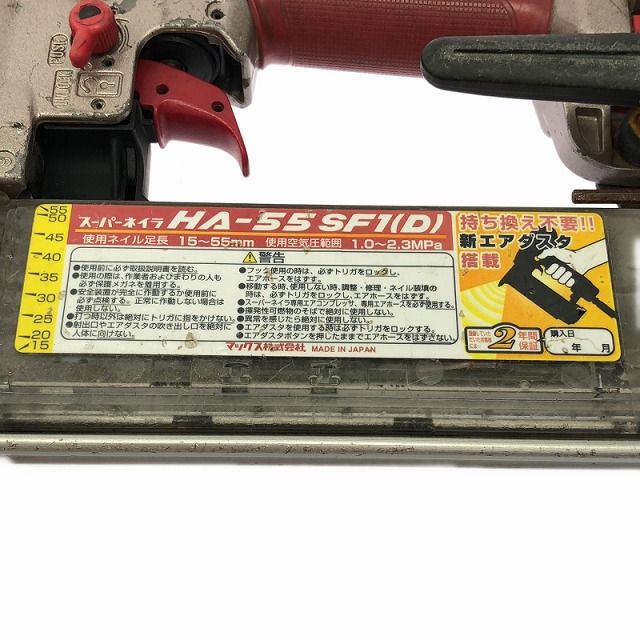 PUSH
UNLOCK
55
50
45
40
35
30
25
20
15
スーパーネイラ HA-55 SF1(D)
使用ネイル足長 15～55mm 使用空気圧範囲 1.0～2.3MPa
警告
●使用前に必ず取扱説明書を読む。
●使用の際は、作業者およびまわりの人も
必ず保護メガネを着用する。
●安全装置が完全に作動するか使用前に
必ず点検する。正常に作動しない場合は
使用しない。
●打つ時以外は絶対にトリガに指をかけない。
●射出口やエアダスタの吹き出し口を絶対に
人体に向けない。
●フック使用の時は、必ずトリガをロックし、
エアホースをはずす。
●移動する時、使用しない時、調整・修理・ネイル装填の
時は、必ずトリガをロックし、エアホースをはずす。
●スーパーネイラ専用エアコンプレッサ、専用エアホースを必ず使用する。
●揮発性可燃物のそばで絶対に使用しない。
●異常を感じたら絶対に使用しない。
●エアダスタを使用する時は必ずトリガをロックする。
●エアダスタボタンを押したままでエアホースをはずさない。
マックス株式会社 MADE IN JAPAN
持ち換え不要!!
新エアダスタ
搭載
登録していた
だいたお客様
には…
2年間
保証
購入日
年 月